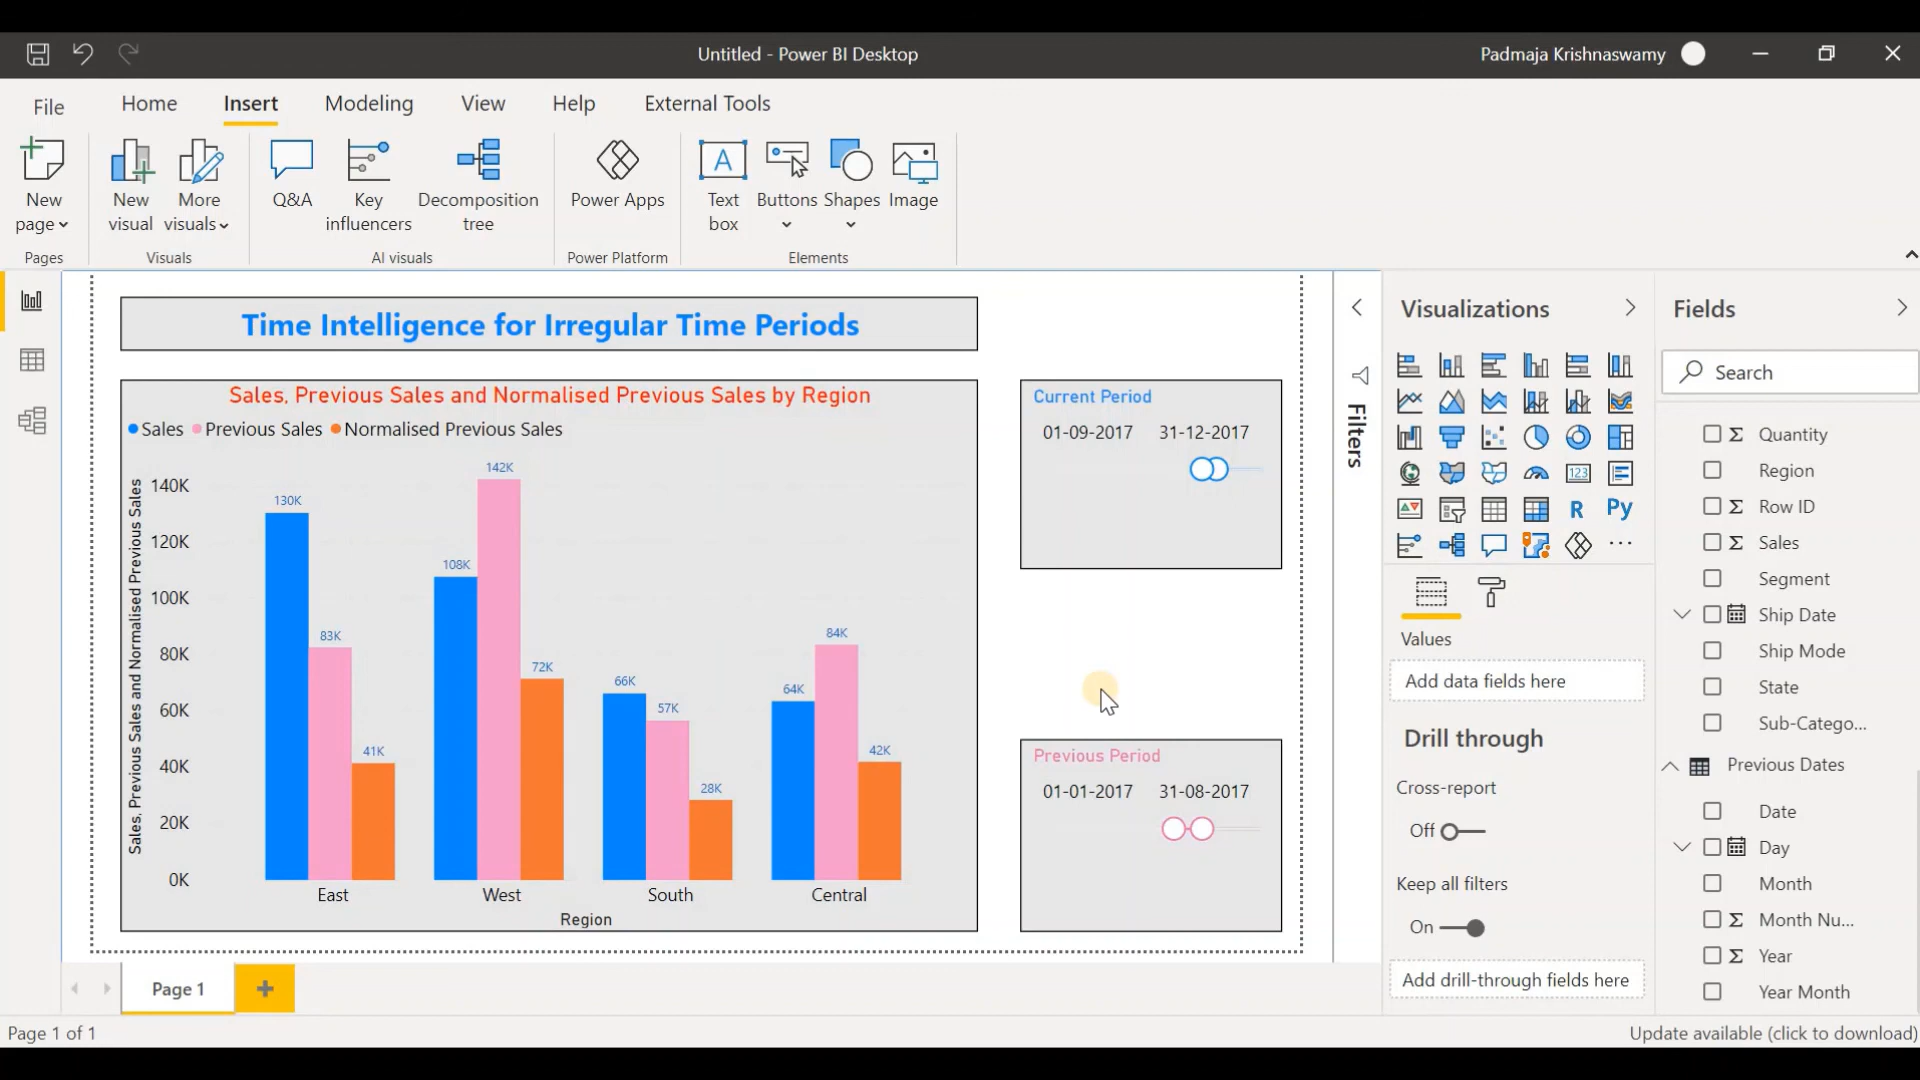 Untitled - Power BI Desktop
Padmaja Krishnaswamy
File
Home
Insert
Modeling
View
Help
External Tools
New page
New visual
More visuals
Q&A
Key influencers
Decomposition tree
Power Apps
A
Text box
Buttons
Shapes
Image
Pages
Visuals
AI visuals
Power Platform
Elements
Time Intelligence for Irregular Time Periods
Sales, Previous Sales and Normalised Previous Sales by Region
Sales Previous Sales Normalised Previous Sales
Sales, Previous Sales and Normalised Previous Sales
140K
120K
100K
80K
60K
40K
20K
0K
130K
83K
41K
108K
142K
72K
66K
57K
28K
64K
84K
42K
East
West
South
Central
Region
Current Period
01-09-2017 31-12-2017
Previous Period
01-01-2017 31-08-2017
Filters
Visualizations
123
R
Py
Values
Add data fields here
Drill through
Cross-report
Off
Keep all filters
On
Add drill-through fields here
Fields
Search
Quantity
Region
Row ID
Sales
Segment
Ship Date
Ship Mode
State
Sub-Catego...
Previous Dates
Date
Day
Month
Month Nu...
Year
Year Month
Page 1
Page 1 of 1
Update available (click to download)